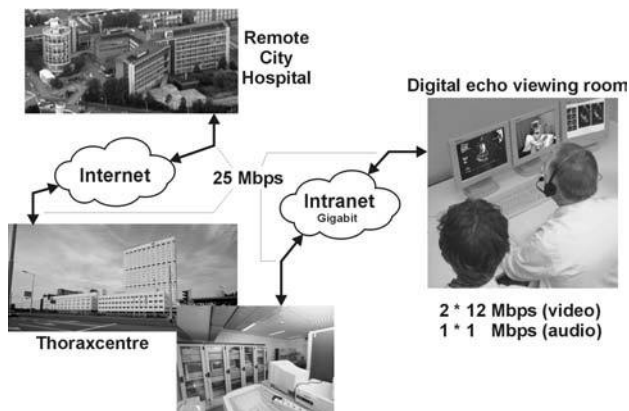 Remote
City
Hospital
Digital echo viewing room
Internet
25 Mbps
Intranet
Gigabit
Thoraxcentre
2 * 12 Mbps (video)
1 * 1 Mbps (audio)